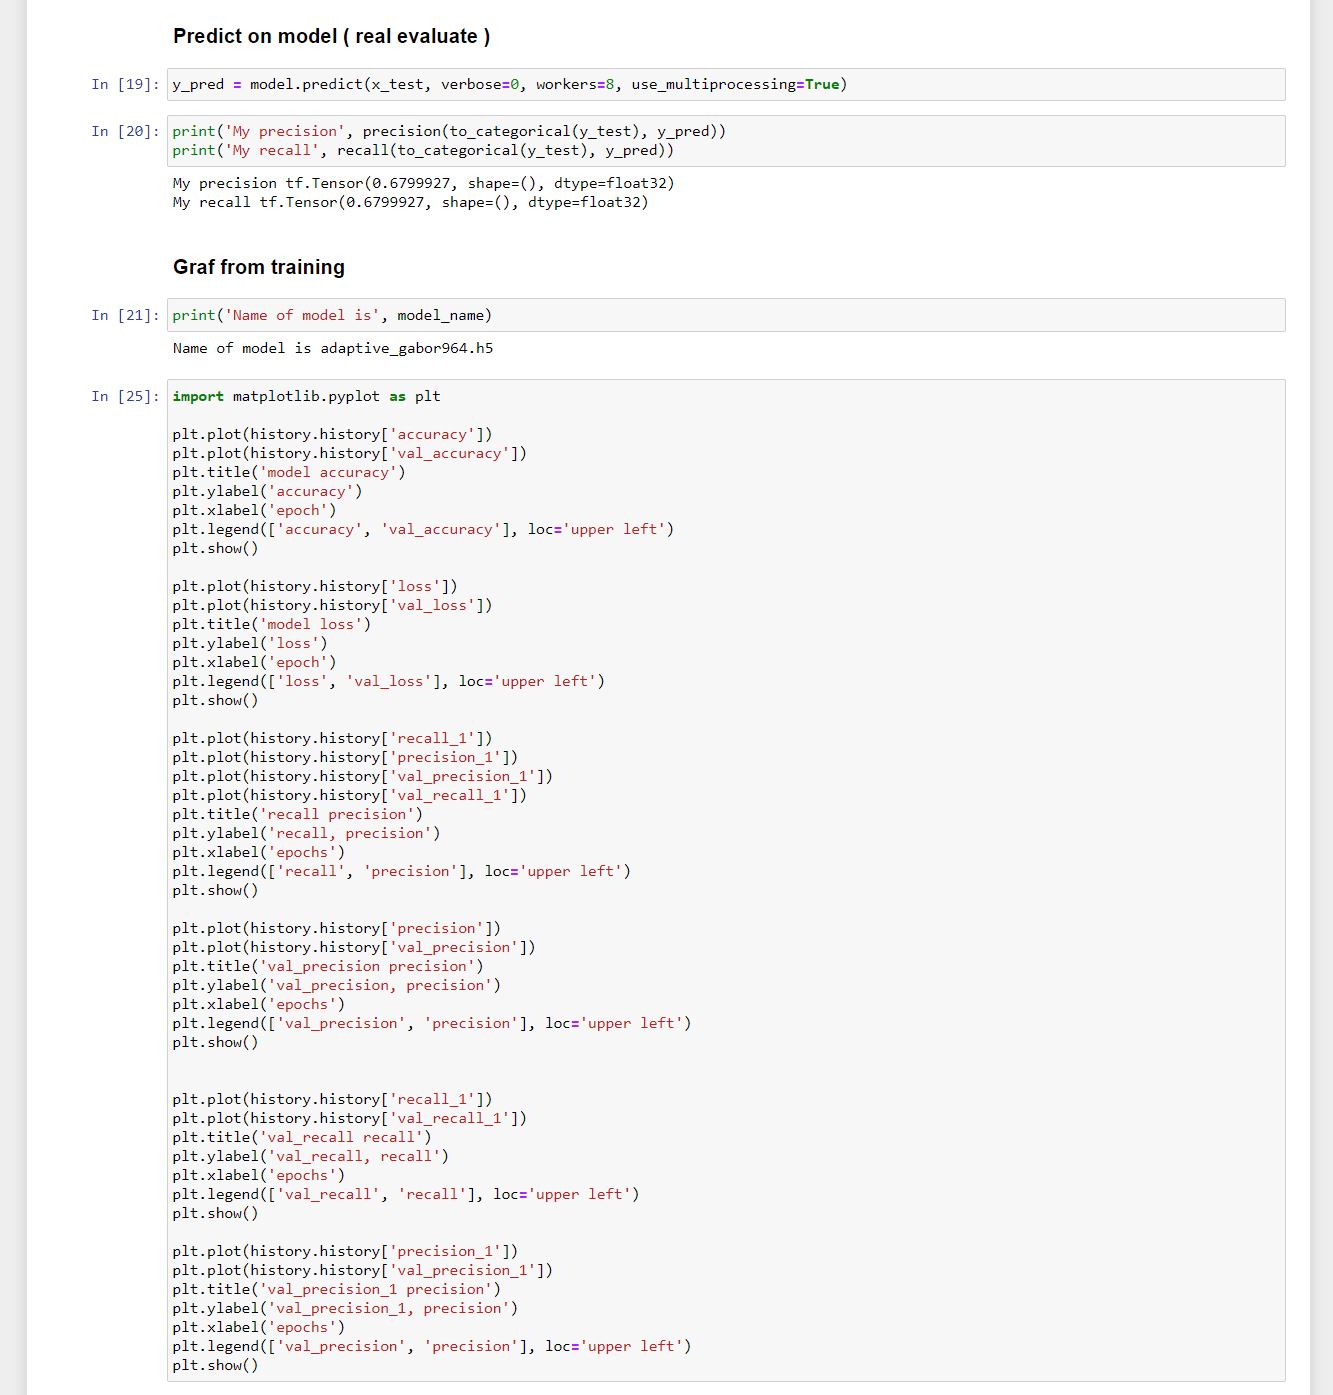 Predict on model ( real evaluate )
In [19]: y_pred = model.predict(x_test, verbose=0, workers=8, use_multiprocessing=True)
In [20]: print('My precision', precision(to_categorical(y_test), y_pred))
print('My recall', recall(to_categorical(y_test), y_pred))
My precision tf.Tensor(0.6799927, shape=(), dtype=float32)
My recall tf.Tensor(0.6799927, shape=(), dtype=float32)
Graf from training
In [21]: print('Name of model is', model_name)
Name of model is adaptive_gabor964.h5
In [25]: import matplotlib.pyplot as plt
plt.plot(history.history['accuracy'])
plt.plot(history.history['val_accuracy'])
plt.title('model accuracy')
plt.ylabel('accuracy')
plt.xlabel('epoch')
plt.legend(['accuracy', 'val_accuracy'], loc='upper left')
plt.show()
plt.plot(history.history['loss'])
plt.plot(history.history['val_loss'])
plt.title('model loss')
plt.ylabel('loss')
plt.xlabel('epoch')
plt.legend(['loss', 'val_loss'], loc='upper left')
plt.show()
plt.plot(history.history['recall_1'])
plt.plot(history.history['precision_1'])
plt.plot(history.history['val_precision_1'])
plt.plot(history.history['val_recall_1'])
plt.title('recall precision')
plt.ylabel('recall, precision')
plt.xlabel('epochs')
plt.legend(['recall', 'precision'], loc='upper left')
plt.show()
plt.plot(history.history['precision'])
plt.plot(history.history['val_precision'])
plt.title('val_precision precision')
plt.ylabel('val_precision, precision')
plt.xlabel('epochs')
plt.legend(['val_precision', 'precision'], loc='upper left')
plt.show()
plt.plot(history.history['recall_1'])
plt.plot(history.history['val_recall_1'])
plt.title('val_recall recall')
plt.ylabel('val_recall, recall')
plt.xlabel('epochs')
plt.legend(['val_recall', 'recall'], loc='upper left')
plt.show()
plt.plot(history.history['precision_1'])
plt.plot(history.history['val_precision_1'])
plt.title('val_precision_1 precision')
plt.ylabel('val_precision_1, precision')
plt.xlabel('epochs')
plt.legend(['val_precision', 'precision'], loc='upper left')
plt.show()